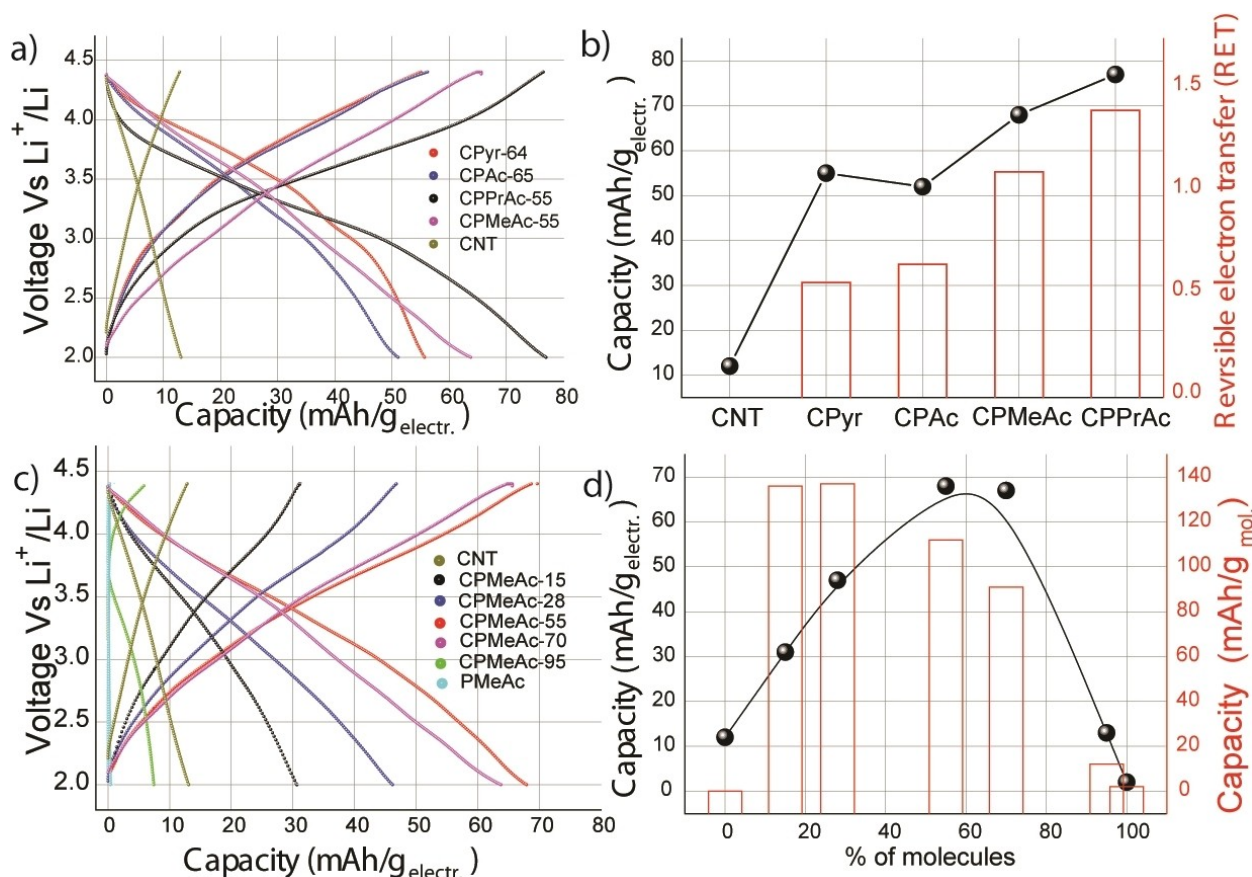 a)
Voltage Vs Li+/Li
4.5
4.0
3.5
3.0
2.5
2.0
CPyr-64
CPAc-65
CPPrAc-55
CPMeAc-55
CNT
0 10 20 30 40 50 60 70 80
Capacity (mAh/gelectr.)
b)
Capacity (mAh/gelectr.)
80
70
60
50
40
30
20
10
1.5
1.0
0.5
0.0
Revrsible electron transfer (RET)
CNT CPyr CPAc CPMeAc CPPrAc
c)
Voltage Vs Li+/Li
4.5
4.0
3.5
3.0
2.5
2.0
CNT
CPMeAc-15
CPMeAc-28
CPMeAc-55
CPMeAc-70
CPMeAc-95
PMeAc
0 10 20 30 40 50 60 70 80
Capacity (mAh/gelectr.)
d)
Capacity (mAh/gelectr.)
70
60
50
40
30
20
10
0
140
120
100
80
60
40
20
0
Capacity (mAh/g mol.)
0 20 40 60 80 100
% of molecules